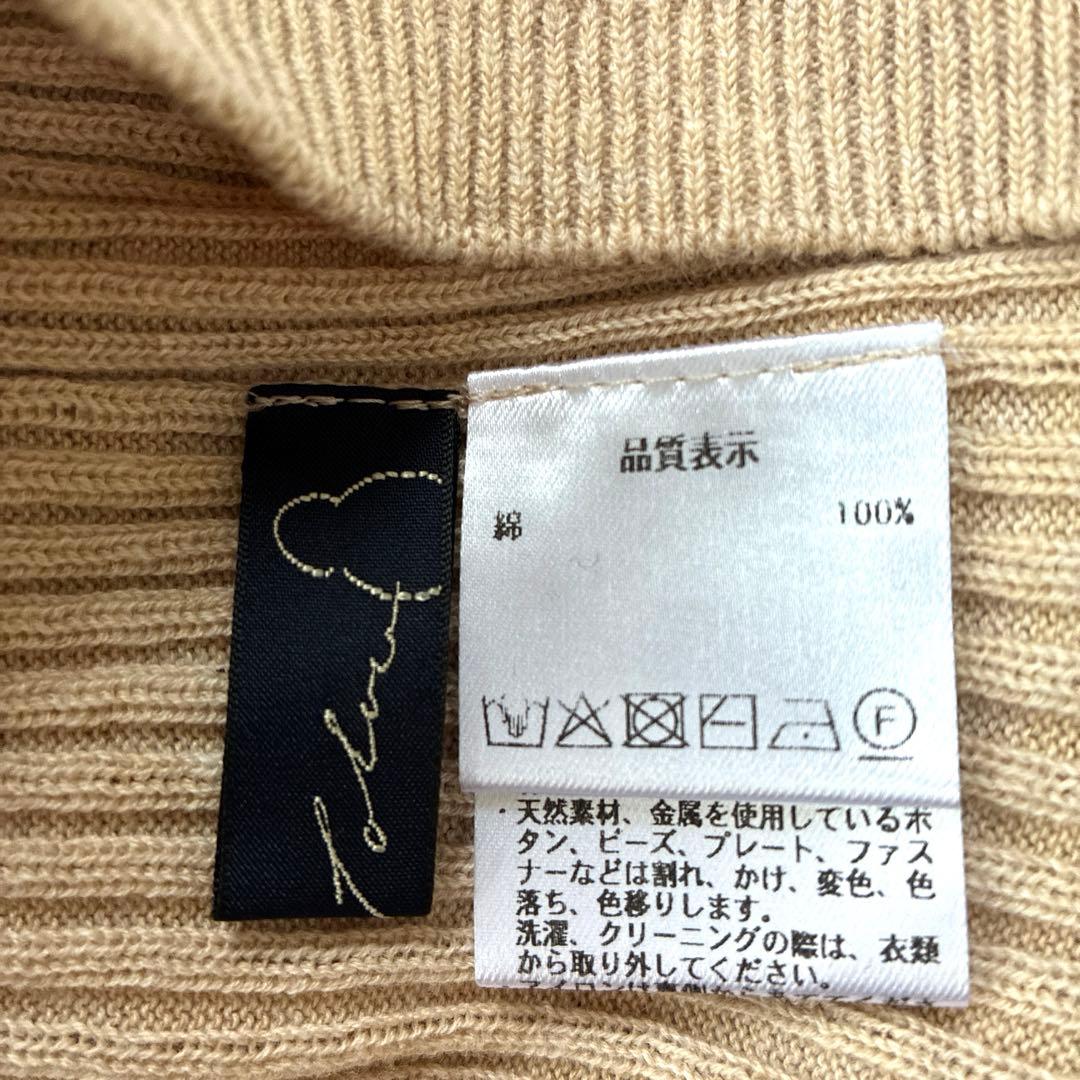 品質表示
綿 100%
F
・天然素材、金属を使用しているボ
タン、ビーズ、プレート、ファス
ナーなどは割れ、かけ、変色、色
落ち、色移りします。
洗濯、クリーニングの際は、衣類
から取り外してください。